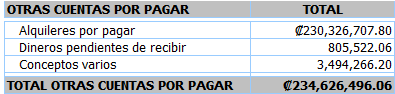 OTRAS CUENTAS POR PAGAR TOTAL
Alquileres por pagar ₡230,326,707.80
Dineros pendientes de recibir 805,522.06
Conceptos varios 3,494,266.20
TOTAL OTRAS CUENTAS POR PAGAR ₡234,626,496.06